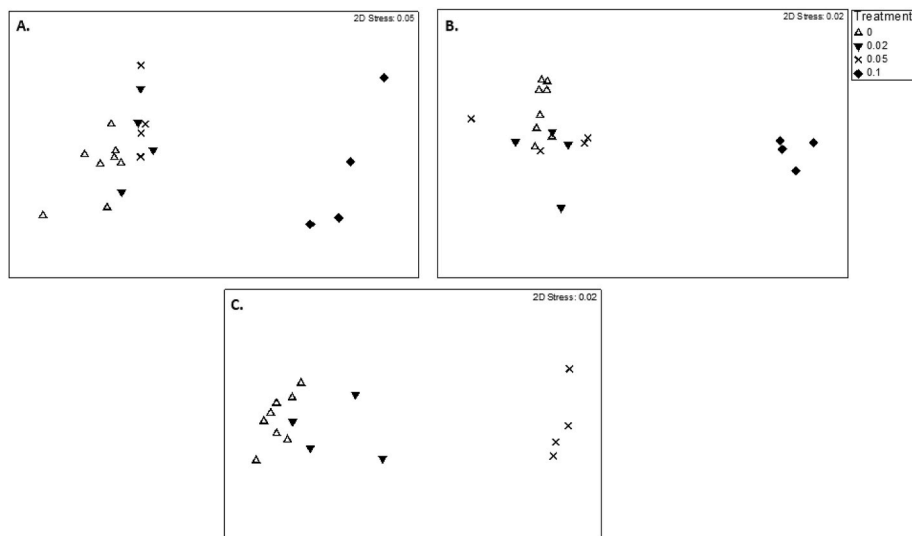 A.
2D Stress: 0.05
B.
2D Stress: 0.02
Treatment
0
0.02
0.05
0.1
C.
2D Stress: 0.02